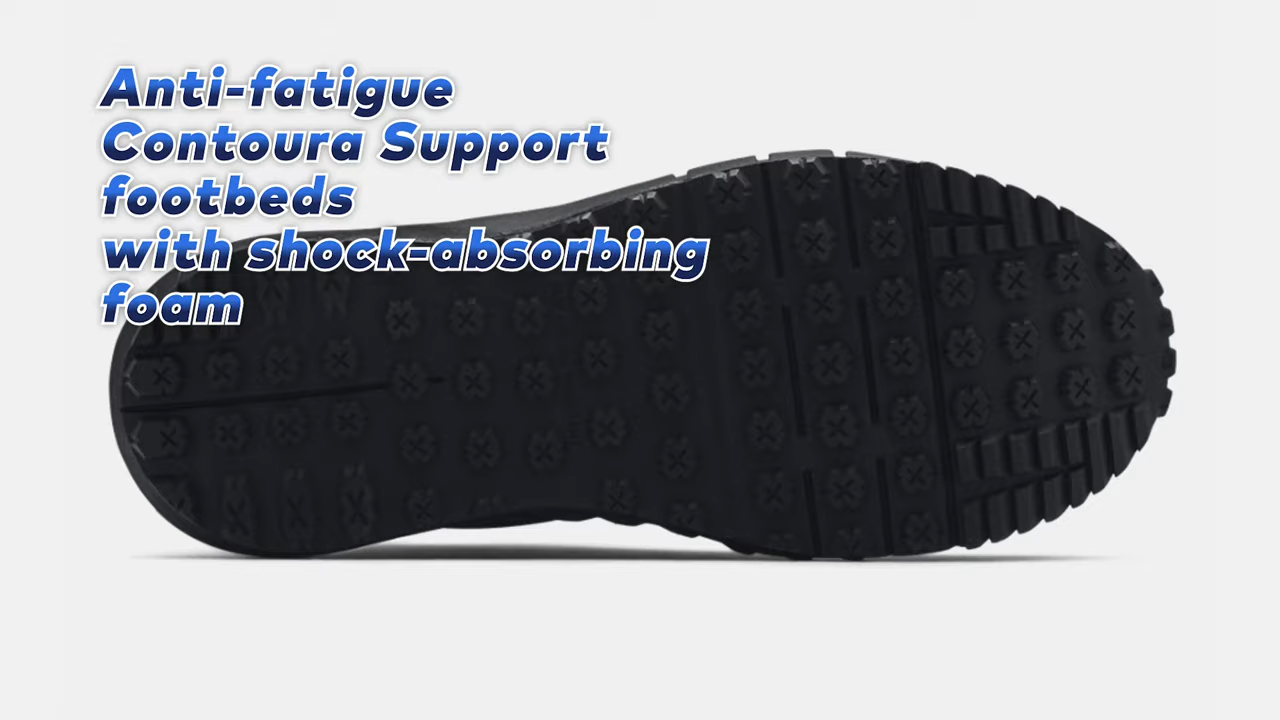 Anti-fatigue
Contoura Support
footbeds
with shock-absorbing
foam